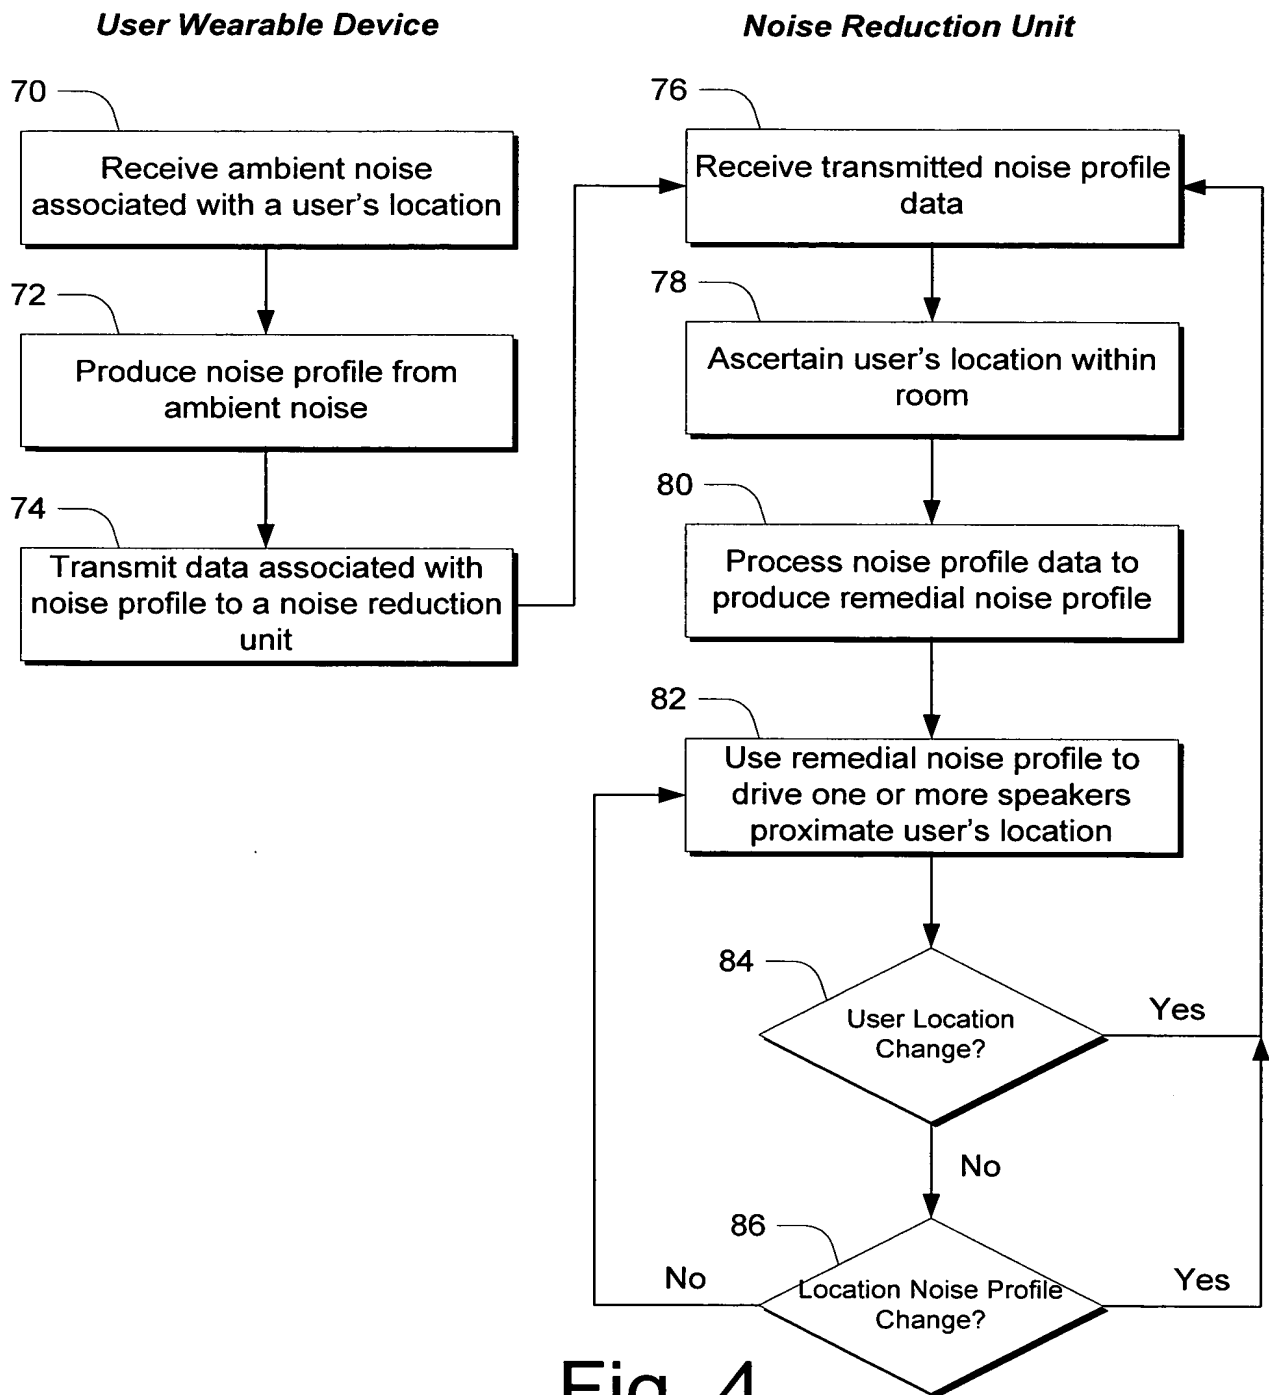 User Wearable Device
70
Receive ambient noise
associated with a user's location
72
Produce noise profile from
ambient noise
74
Transmit data associated with
noise profile to a noise reduction
unit
Noise Reduction Unit
76
Receive transmitted noise profile
data
78
Ascertain user's location within
room
80
Process noise profile data to
produce remedial noise profile
82
Use remedial noise profile to
drive one or more speakers
proximate user's location
84
User Location
Change?
Yes
No
86
Location Noise Profile
Change?
No
Yes
Fig. 4